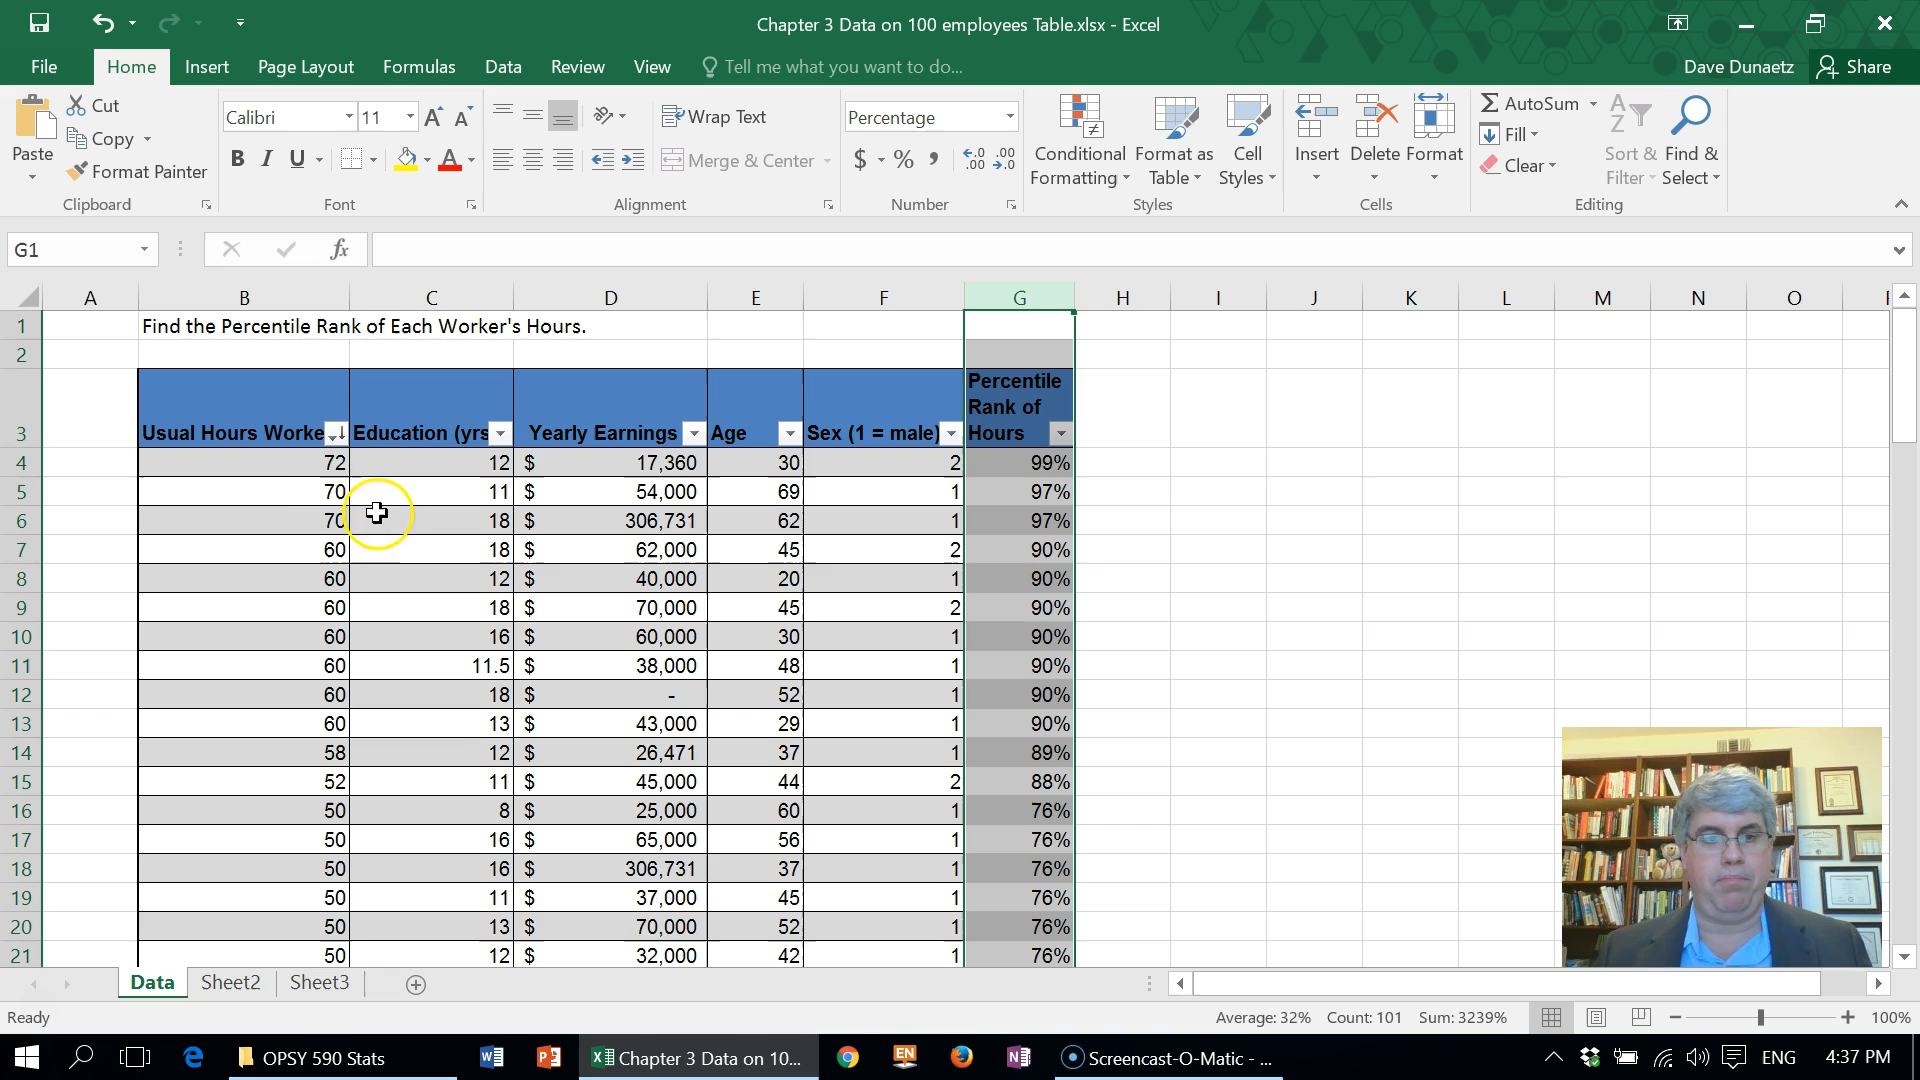 Chapter 3 Data on 100 employees Table.xlsx - Excel
File Home Insert Page Layout Formulas Data Review View Tell me what you want to do... Dave Dunaetz Share
Cut
Copy
Format Painter
Paste
Clipboard
Calibri 11 A A
B I U A
Font
Wrap Text
Merge & Center
Alignment
Percentage
$ % , .00 .00
Number
Conditional Formatting
Format as Table
Cell Styles
Styles
Insert Delete Format
Cells
AutoSum
Fill
Clear
Sort & Filter
Find & Select
Editing
G1 fx
A B C D E F G H I J K L M N O
1 Find the Percentile Rank of Each Worker's Hours.
2
3 Usual Hours Worke Education (yrs Yearly Earnings Age Sex (1 = male) Percentile Rank of Hours
4 72 12 $ 17,360 30 2 99%
5 70 11 $ 54,000 69 1 97%
6 70 18 $ 306,731 62 1 97%
7 60 18 $ 62,000 45 2 90%
8 60 12 $ 40,000 20 1 90%
9 60 18 $ 70,000 45 2 90%
10 60 16 $ 60,000 30 1 90%
11 60 11.5 $ 38,000 48 1 90%
12 60 18 $ - 52 1 90%
13 60 13 $ 43,000 29 1 90%
14 58 12 $ 26,471 37 1 89%
15 52 11 $ 45,000 44 2 88%
16 50 8 $ 25,000 60 1 76%
17 50 16 $ 65,000 56 1 76%
18 50 16 $ 306,731 37 1 76%
19 50 11 $ 37,000 45 1 76%
20 50 13 $ 70,000 52 1 76%
21 50 12 $ 32,000 42 1 76%
Data Sheet2 Sheet3
Ready Average: 32% Count: 101 Sum: 3239% 100%
OPSY 590 Stats Chapter 3 Data on 10... EN Screencast-O-Matic - ... ENG 4:37 PM